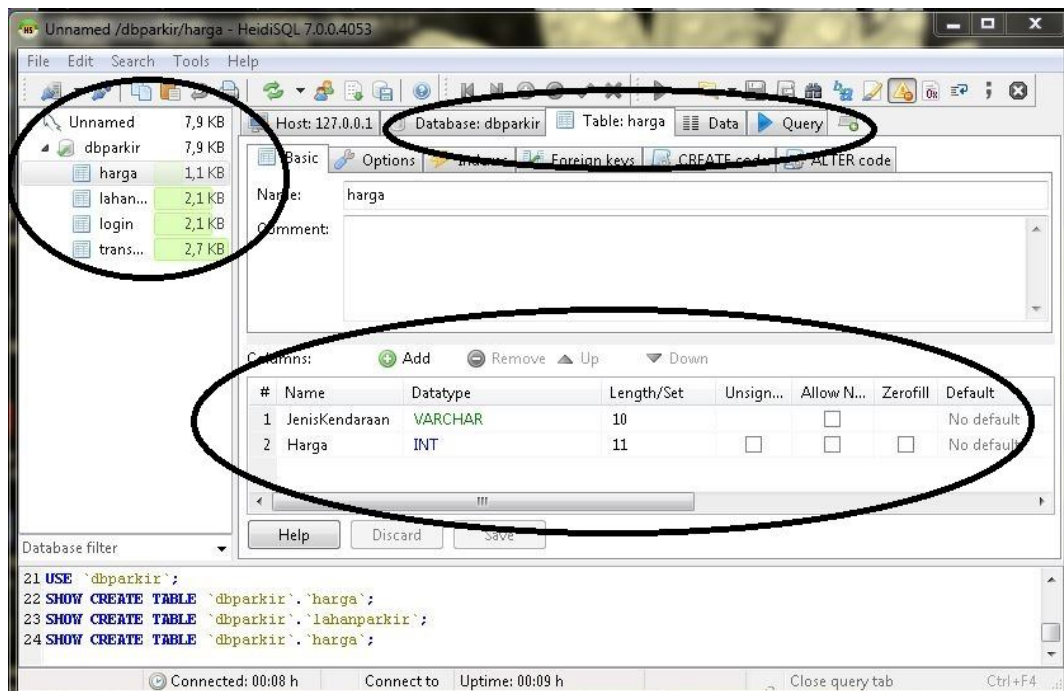 Unnamed /dbparkir/harga - HeidiSQL 7.0.0.4053
File Edit Search Tools Help
Unnamed 7,9 KB
dbparkir 7,9 KB
harga 1,1 KB
lahan... 2,1 KB
login 2,1 KB
trans... 2,7 KB
Host: 127.0.0.1 Database: dbparkir Table: harga Data Query
Basic Options Indexes Foreign keys CREATE code ALTER code
Name: harga
Comment:
Columns: Add Remove Up Down
# Name Datatype Length/Set Unsign... Allow N... Zerofill Default
1 JenisKendaraan VARCHAR 10 No default
2 Harga INT 11 No default
Help Discard Save
Database filter
21 USE `dbparkir`;
22 SHOW CREATE TABLE `dbparkir`.`harga`;
23 SHOW CREATE TABLE `dbparkir`.`lahanparkir`;
24 SHOW CREATE TABLE `dbparkir`.`harga`;
Connected: 00:08 h Connect to Uptime: 00:09 h Close query tab Ctrl+F4